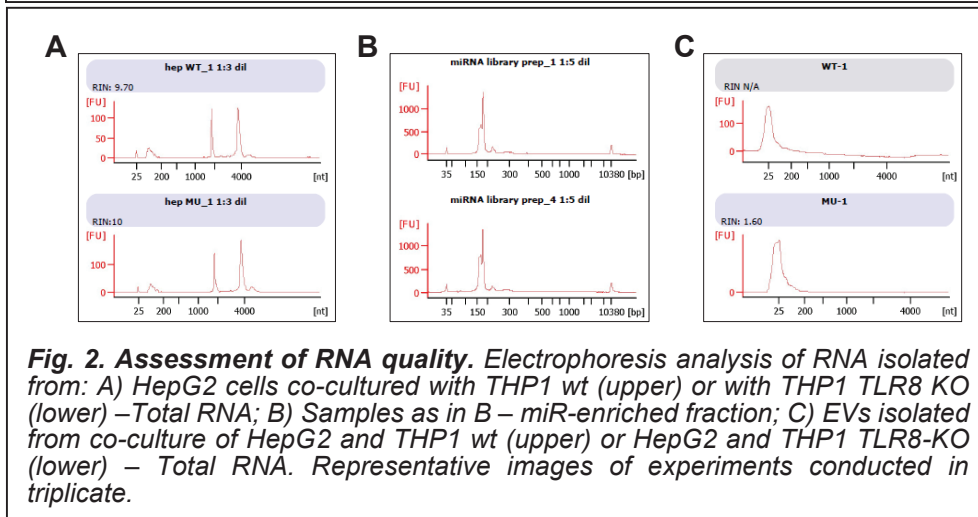 A
hep WT_1 1:3 dil
RIN: 9.70
[FU]
100
50
0
25 200 1000 4000 [nt]
hep MU_1 1:3 dil
RIN:10
[FU]
100
0
25 200 1000 4000 [nt]
B
miRNA library prep_1 1:5 dil
[FU]
1000
500
0
35 150 300 500 1000 10380 [bp]
miRNA library prep_4 1:5 dil
[FU]
1000
500
0
35 150 300 500 1000 10380 [bp]
C
WT-1
RIN N/A
[FU]
100
0
25 200 1000 4000 [nt]
MU-1
RIN: 1.60
[FU]
100
0
25 200 1000 4000 [nt]
Fig. 2. Assessment of RNA quality. Electrophoresis analysis of RNA isolated
from: A) HepG2 cells co-cultured with THP1 wt (upper) or with THP1 TLR8 KO
(lower) –Total RNA; B) Samples as in B – miR-enriched fraction; C) EVs isolated
from co-culture of HepG2 and THP1 wt (upper) or HepG2 and THP1 TLR8-KO
(lower) – Total RNA. Representative images of experiments conducted in
triplicate.